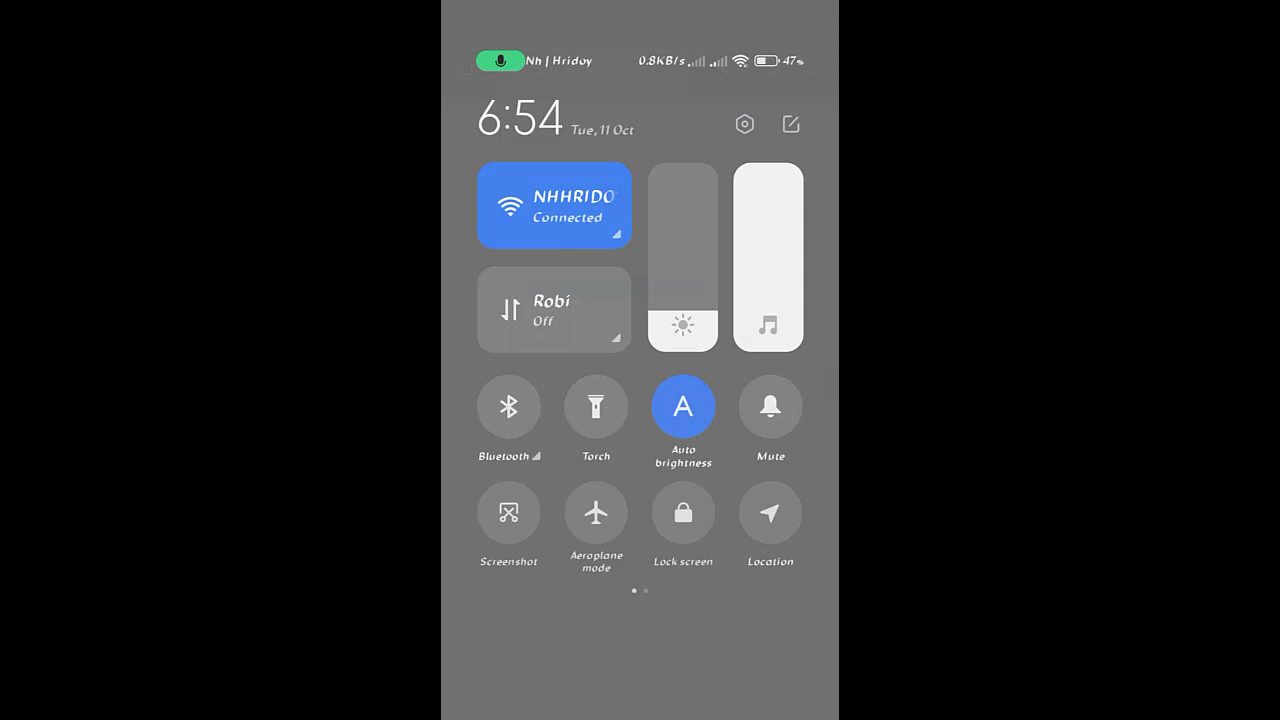 Nh | Hridoy 0.8KB/s 47%
6:54 Tue, 11 Oct
NHHRIDO
Connected
Robi
Off
A
Bluetooth Torch Auto brightness Mute
Screenshot Aeroplane mode Lock screen Location